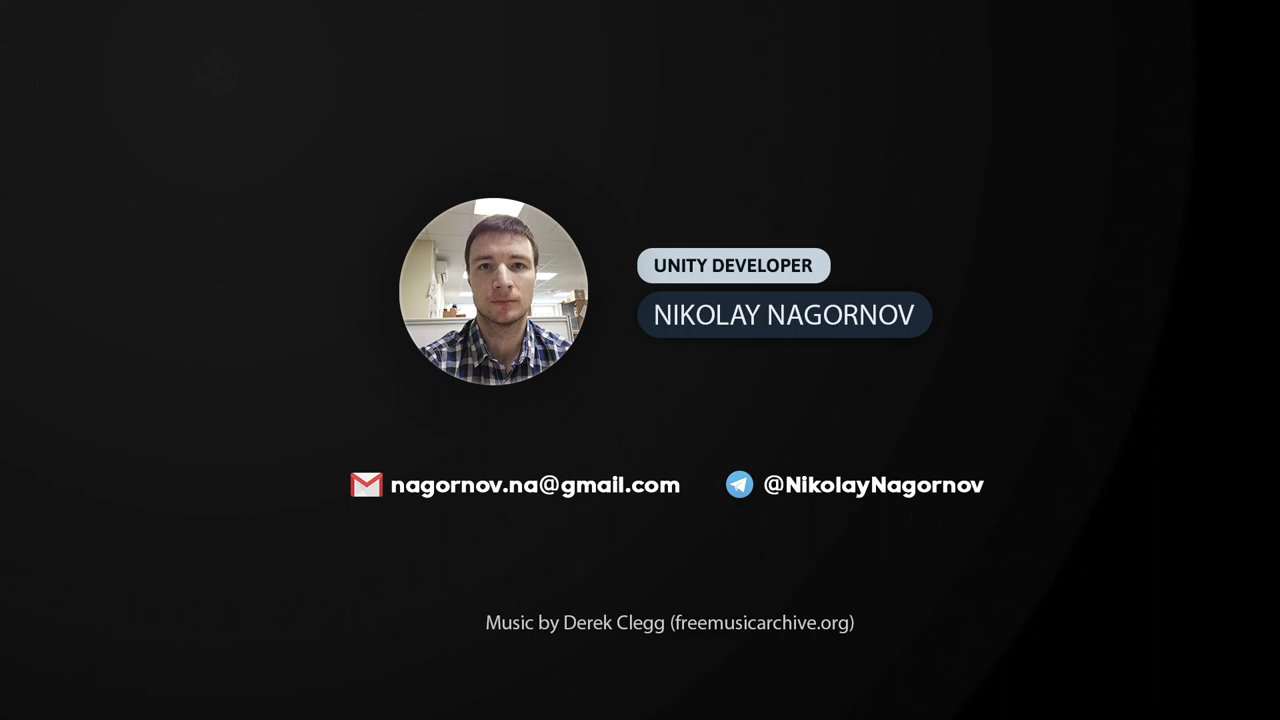 UNITY DEVELOPER
NIKOLAY NAGORNOV
nagornov.na@gmail.com
@NikolayNagornov
Music by Derek Clegg (freemusicarchive.org)